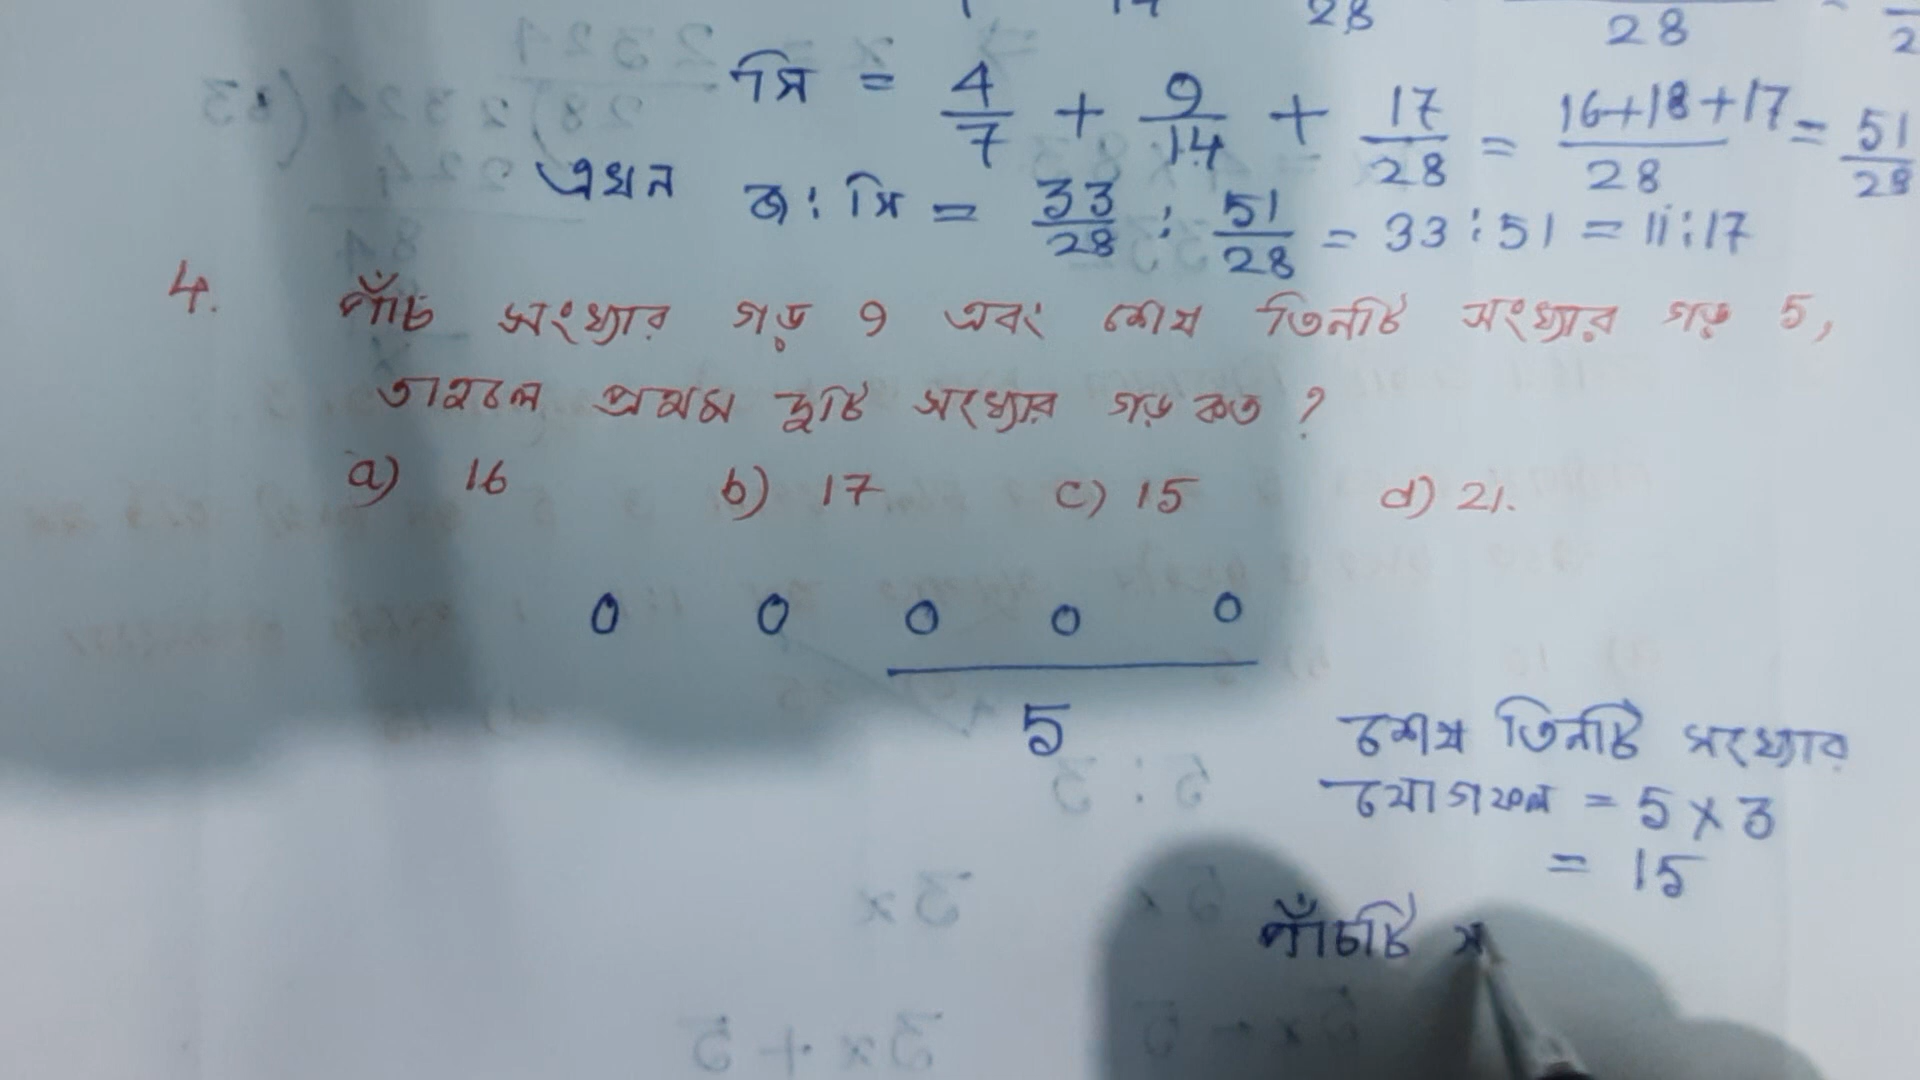 28 28
সি = 4/7 + 9/14 + 17/28 = 16+18+17/28 = 51/28
এখন জ : সি = 33/28 : 51/28 = 33 : 51 = 11 : 17
4. পাঁচ সংখ্যার গড় 9 এবং শেষ তিনটি সংখ্যার গড় 5,
তাহলে প্রথম দুটি সংখ্যার গড় কত ?
a) 16 b) 17 c) 15 d) 21.
0 0 0 0 0
5
শেষ তিনটি সংখ্যার
যোগফল = 5 × 3
= 15
পাঁচটি স